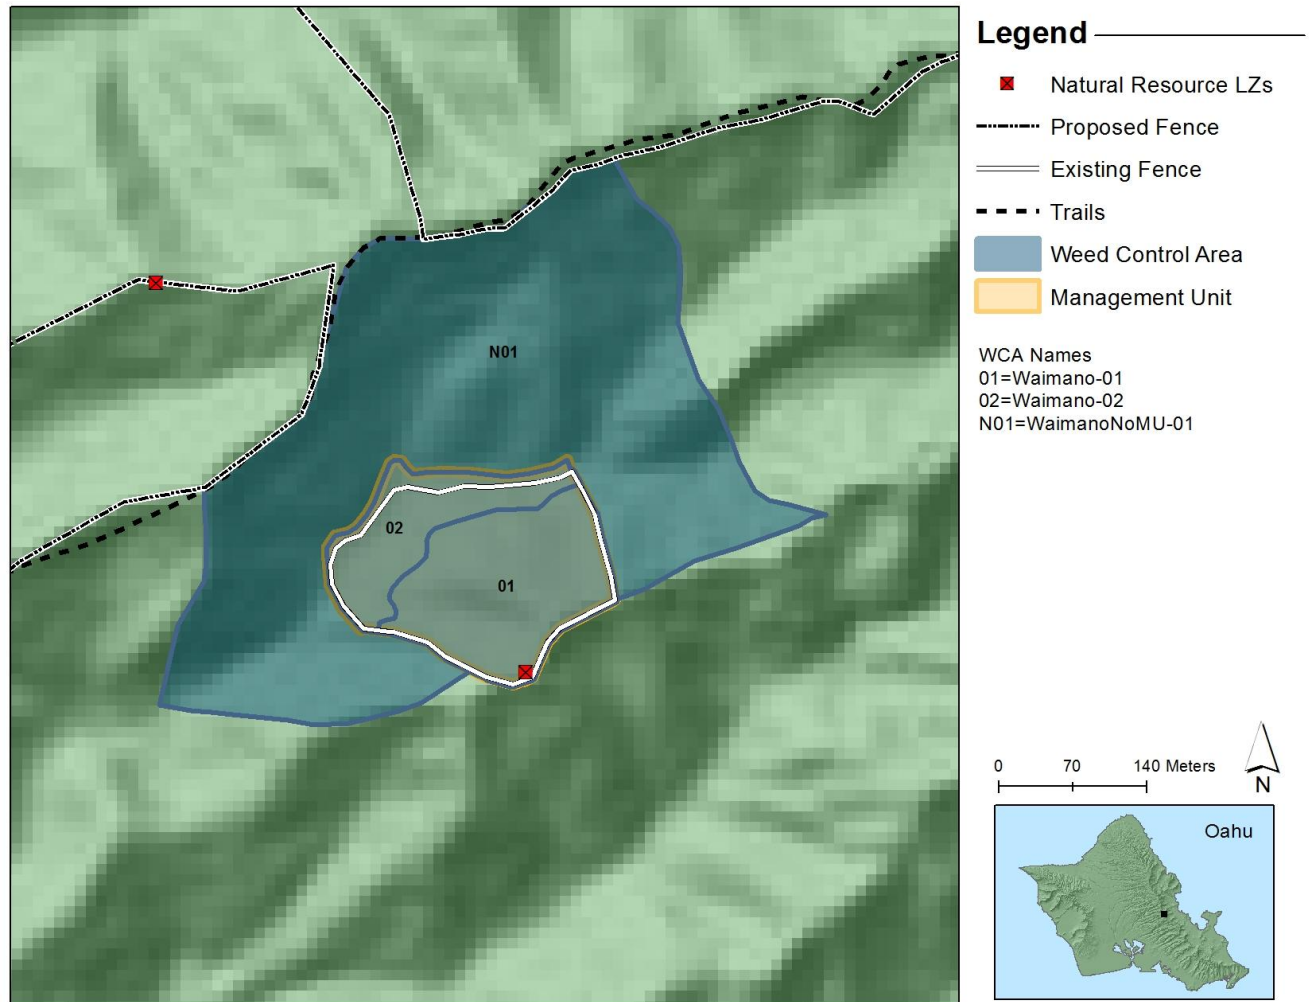 Legend
Natural Resource LZs
Proposed Fence
Existing Fence
Trails
Weed Control Area
Management Unit
WCA Names
01=Waimano-01
02=Waimano-02
N01=WaimanoNoMU-01
N01
02
01
0 70 140 Meters
N
Oahu